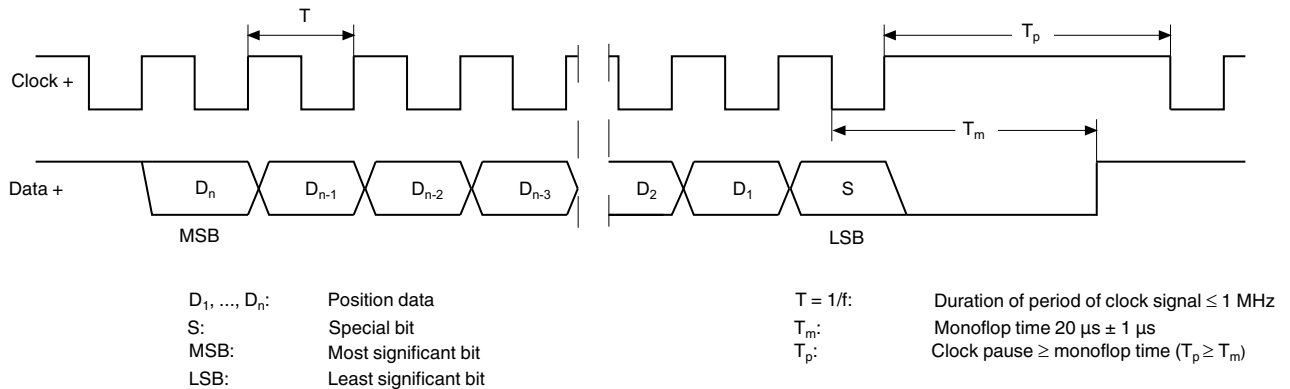 T
Tp
Clock +
Tm
Data +
Dn
Dn-1
Dn-2
Dn-3
D2
D1
S
MSB
LSB
D1, ..., Dn: Position data
S: Special bit
MSB: Most significant bit
LSB: Least significant bit
T = 1/f: Duration of period of clock signal ≤ 1 MHz
Tm: Monoflop time 20 µs ± 1 µs
Tp: Clock pause ≥ monoflop time (Tp ≥ Tm)